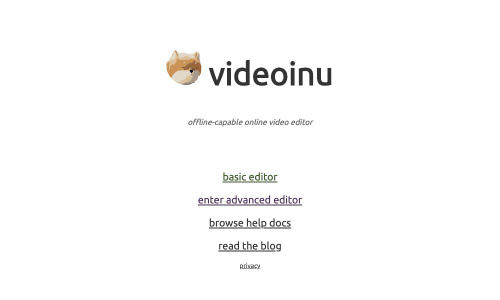 videoinu
offline-capable online video editor
basic editor
enter advanced editor
browse help docs
read the blog
privacy